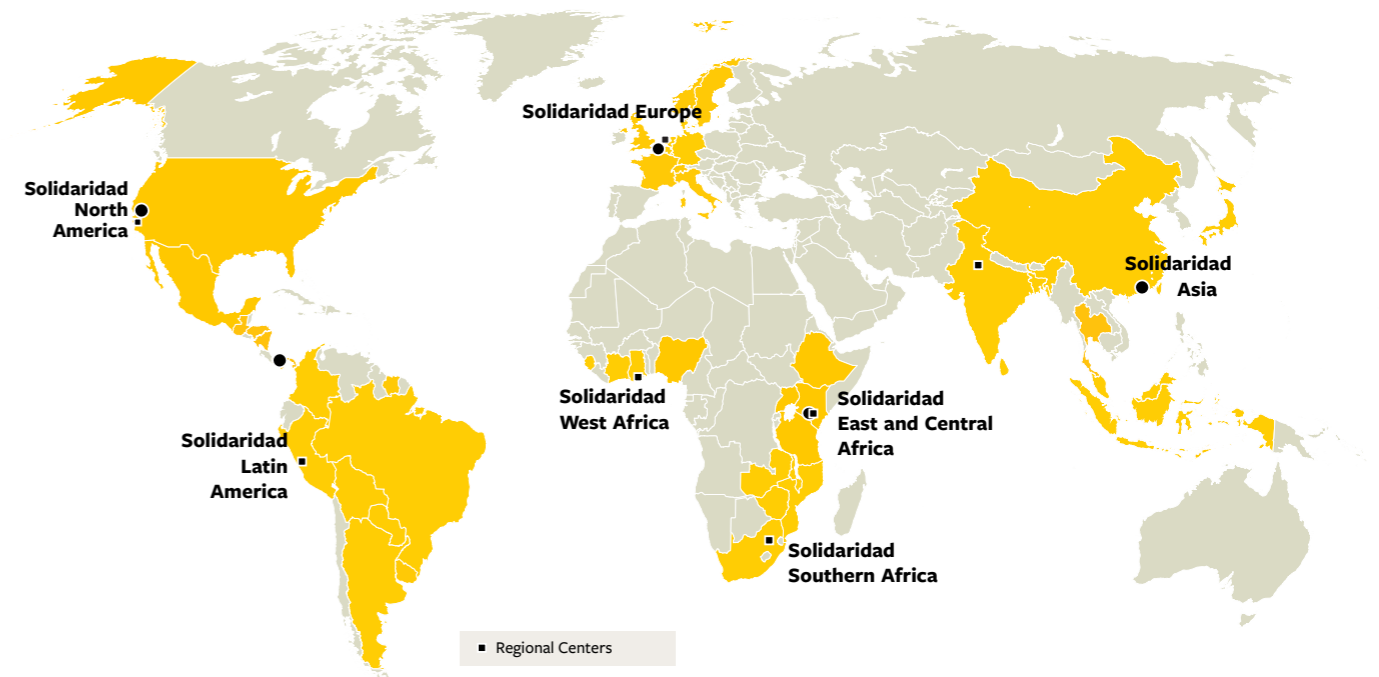 Solidaridad Europe
Solidaridad
North
America
Solidaridad
Asia
Solidaridad
West Africa
Solidaridad
East and Central
Africa
Solidaridad
Latin
America
Solidaridad
Southern Africa
Regional Centers